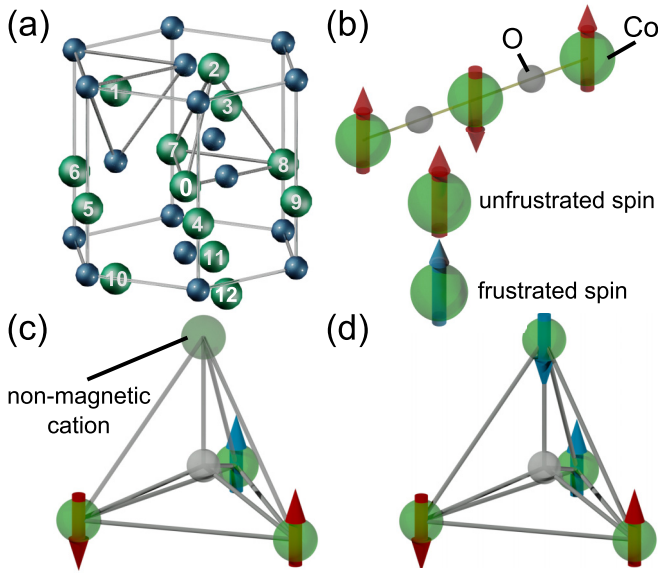 (a)
(b)
O
Co
1
2
3
7
8
6
0
5
9
4
11
10
12
unfrustrated spin
frustrated spin
(c)
(d)
non-magnetic
cation